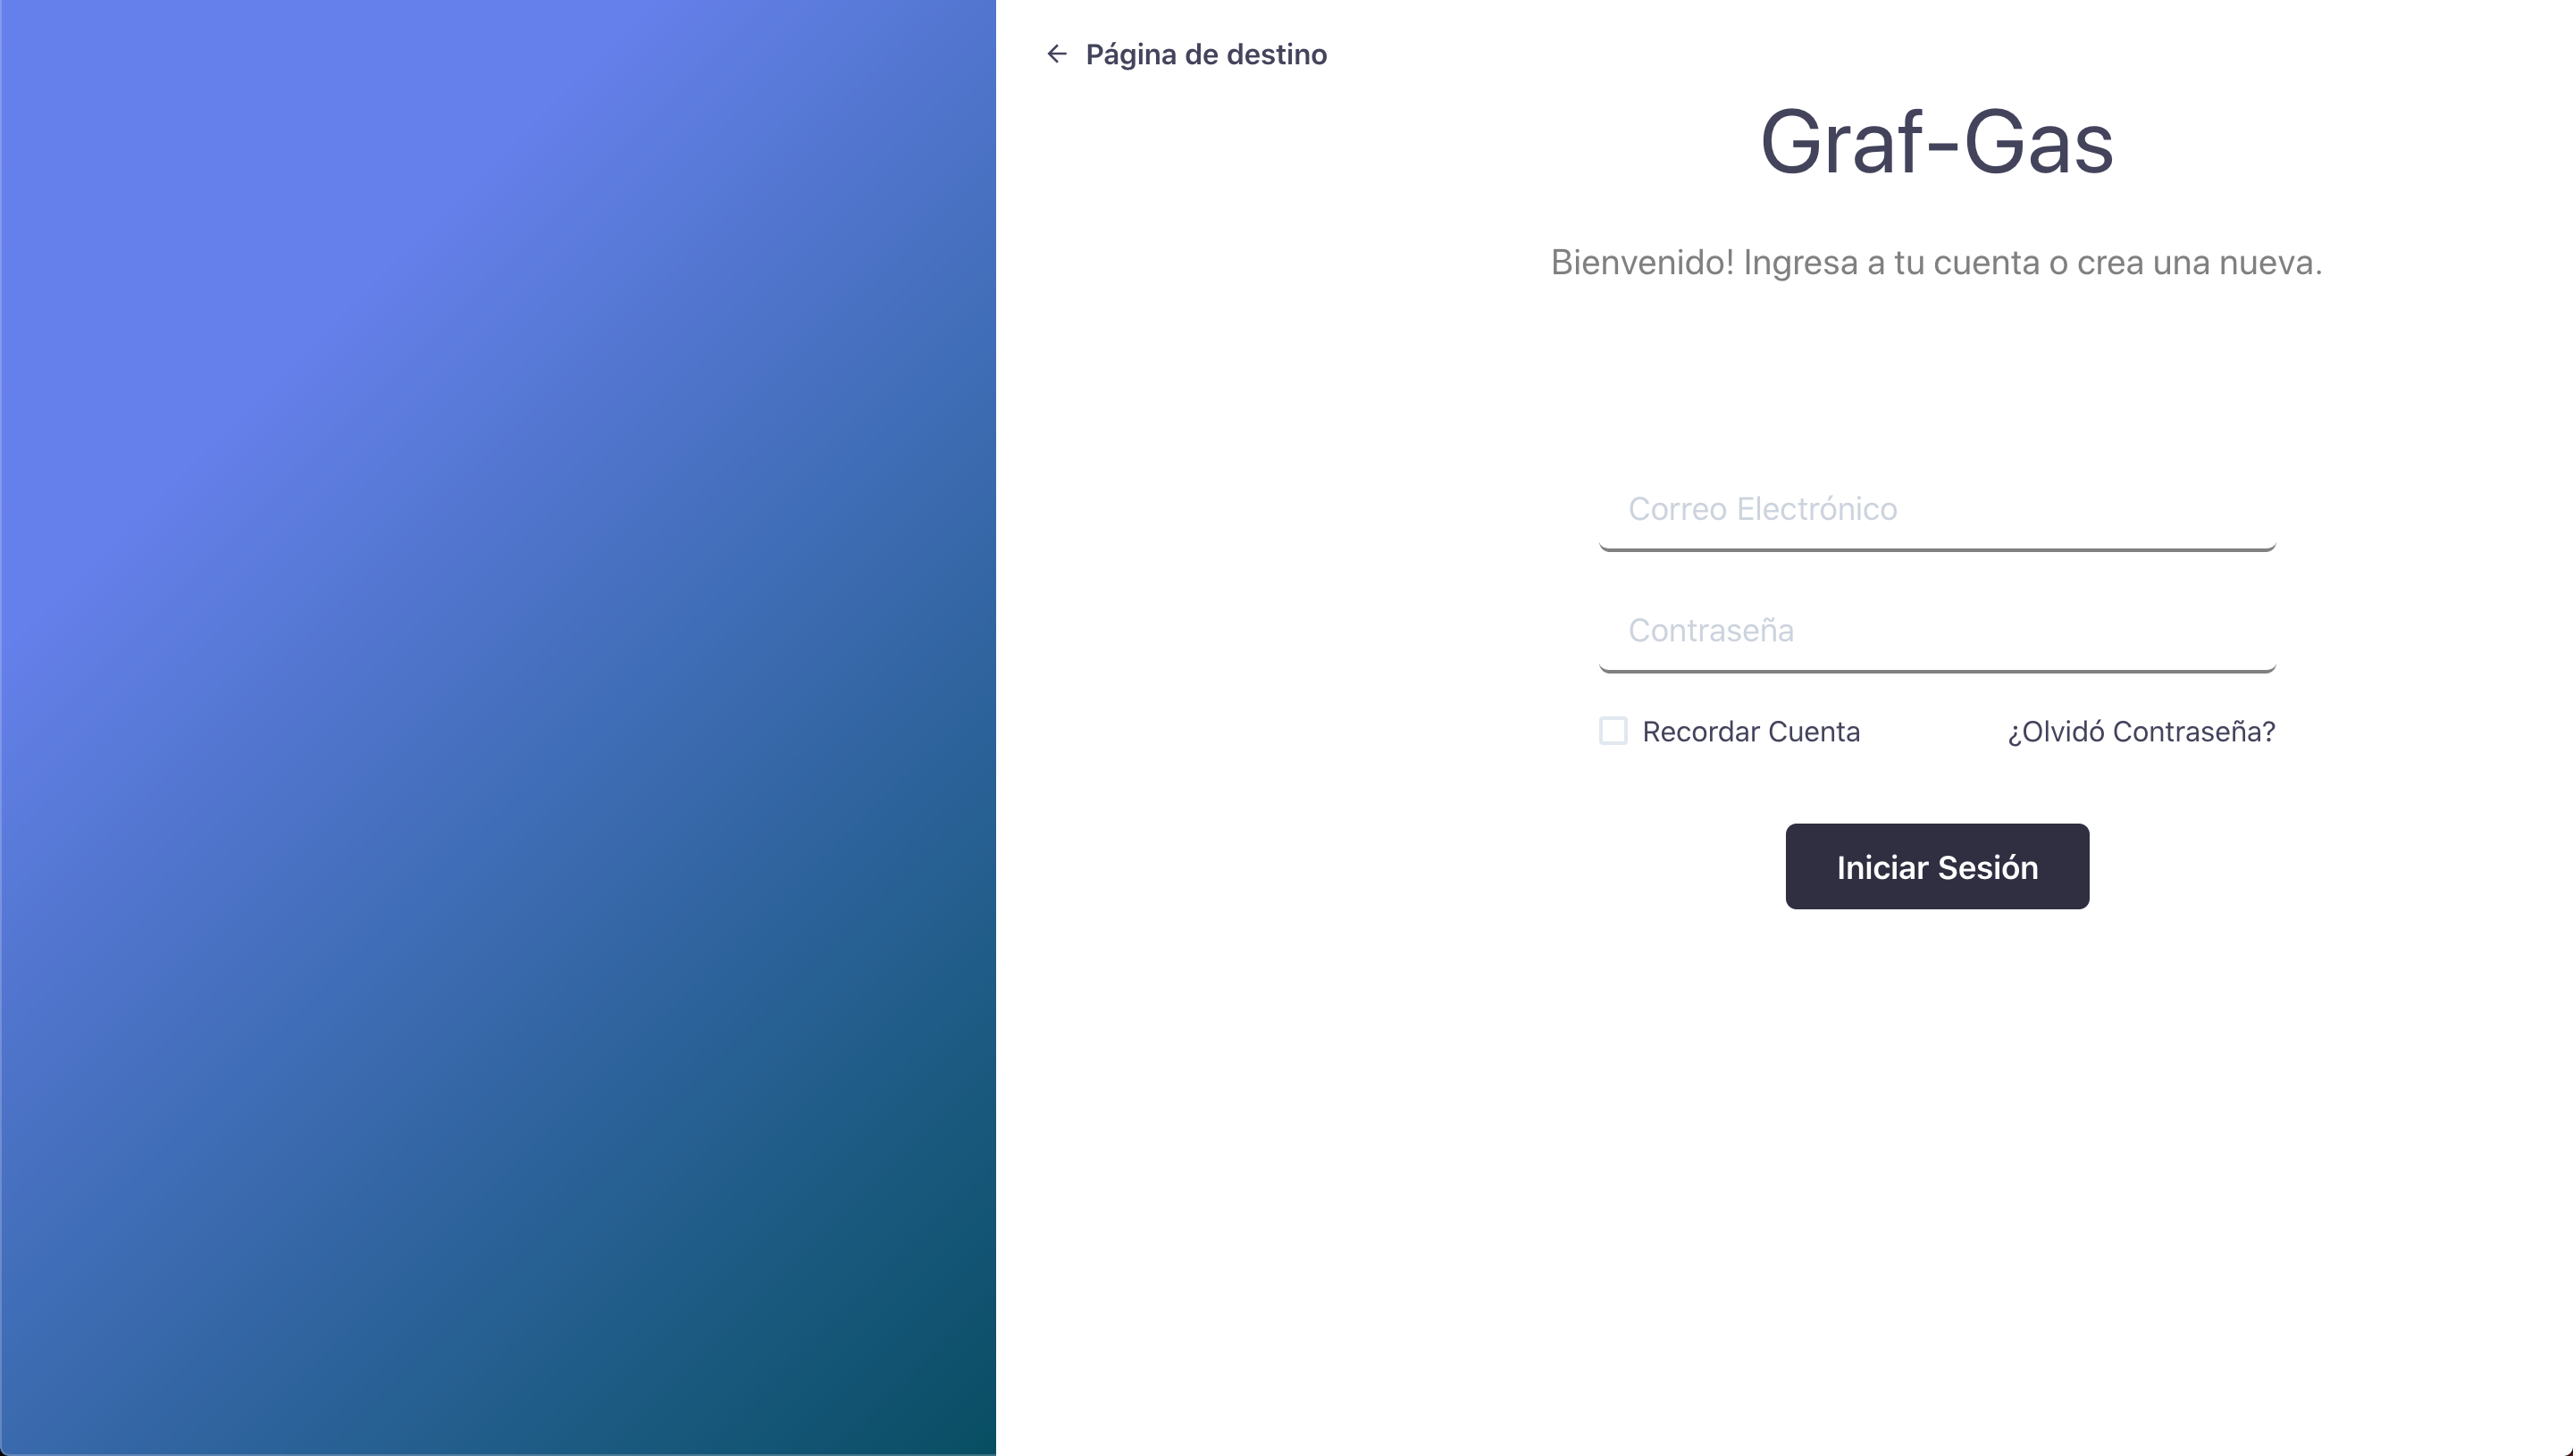 Página de destino
Graf-Gas
Bienvenido! Ingresa a tu cuenta o crea una nueva.
Correo Electrónico
Contraseña
Recordar Cuenta
¿Olvidó Contraseña?
Iniciar Sesión